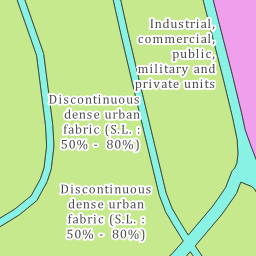 Industrial,
commercial,
public,
military and
private units
Discontinuous
dense urban
fabric (S.L. :
50% - 80%)
Discontinuous
dense urban
fabric (S.L. :
50% - 80%)